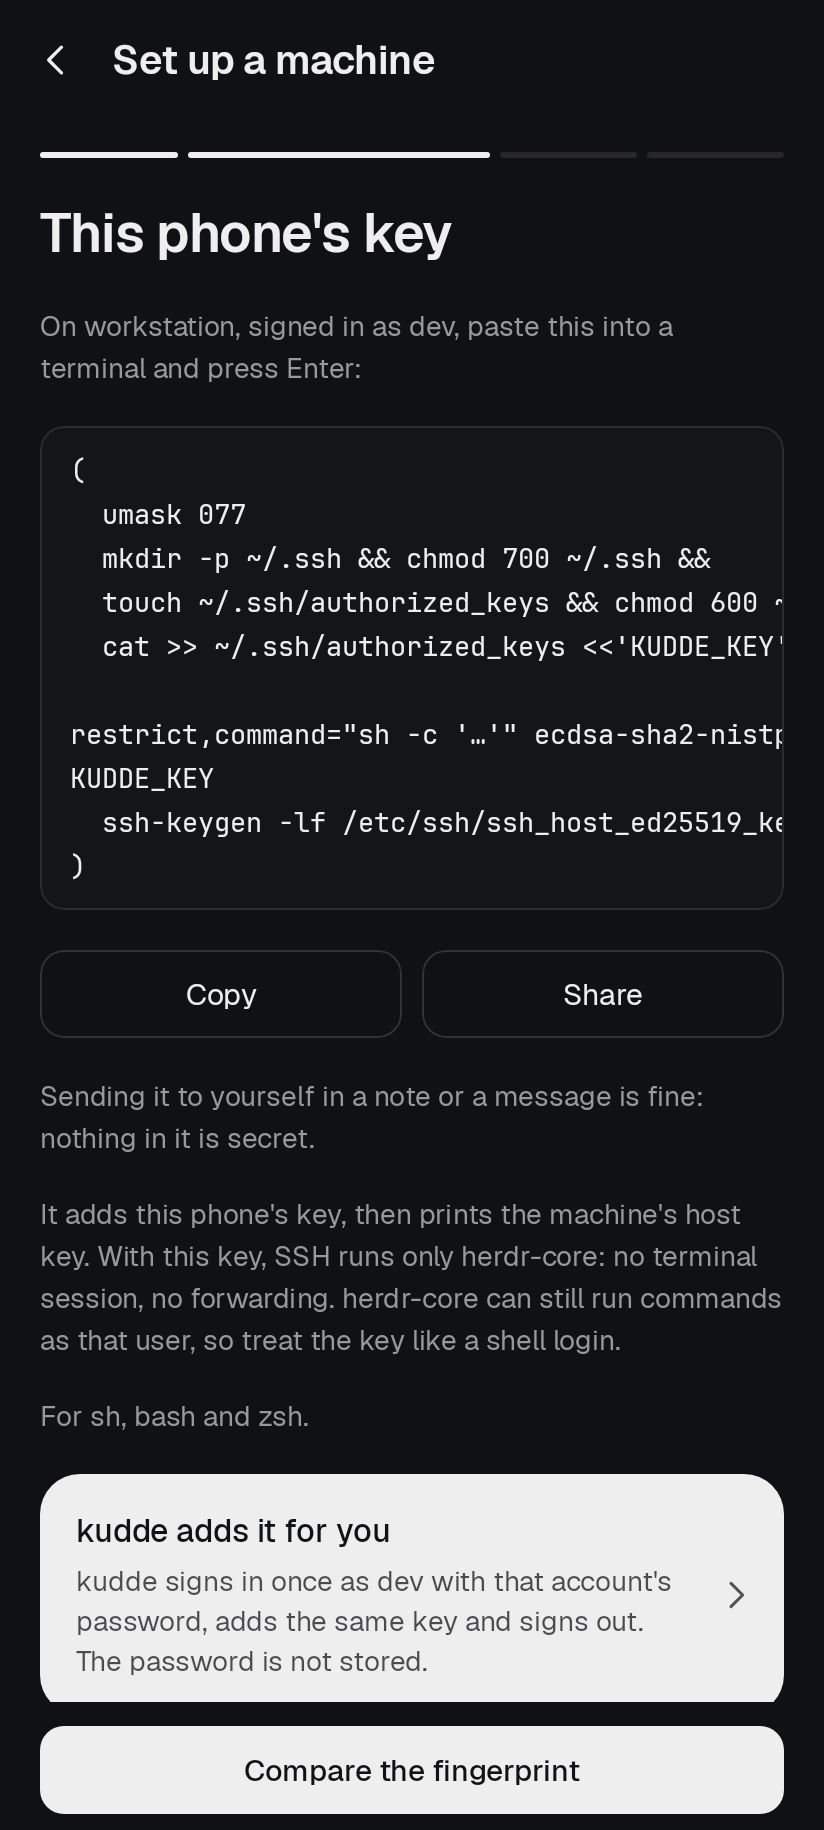 Set up a machine
This phone's key
On workstation, signed in as dev, paste this into a
terminal and press Enter:
(
  umask 077
  mkdir -p ~/.ssh && chmod 700 ~/.ssh &&
  touch ~/.ssh/authorized_keys && chmod 600 ~
  cat >> ~/.ssh/authorized_keys <<'KUDDE_KEY'
restrict,command="sh -c '…'" ecdsa-sha2-nistp
KUDDE_KEY
  ssh-keygen -lf /etc/ssh/ssh_host_ed25519_ke
)
Copy
Share
Sending it to yourself in a note or a message is fine:
nothing in it is secret.
It adds this phone's key, then prints the machine's host
key. With this key, SSH runs only herdr-core: no terminal
session, no forwarding. herdr-core can still run commands
as that user, so treat the key like a shell login.
For sh, bash and zsh.
kudde adds it for you
kudde signs in once as dev with that account's
password, adds the same key and signs out.
The password is not stored.
Compare the fingerprint